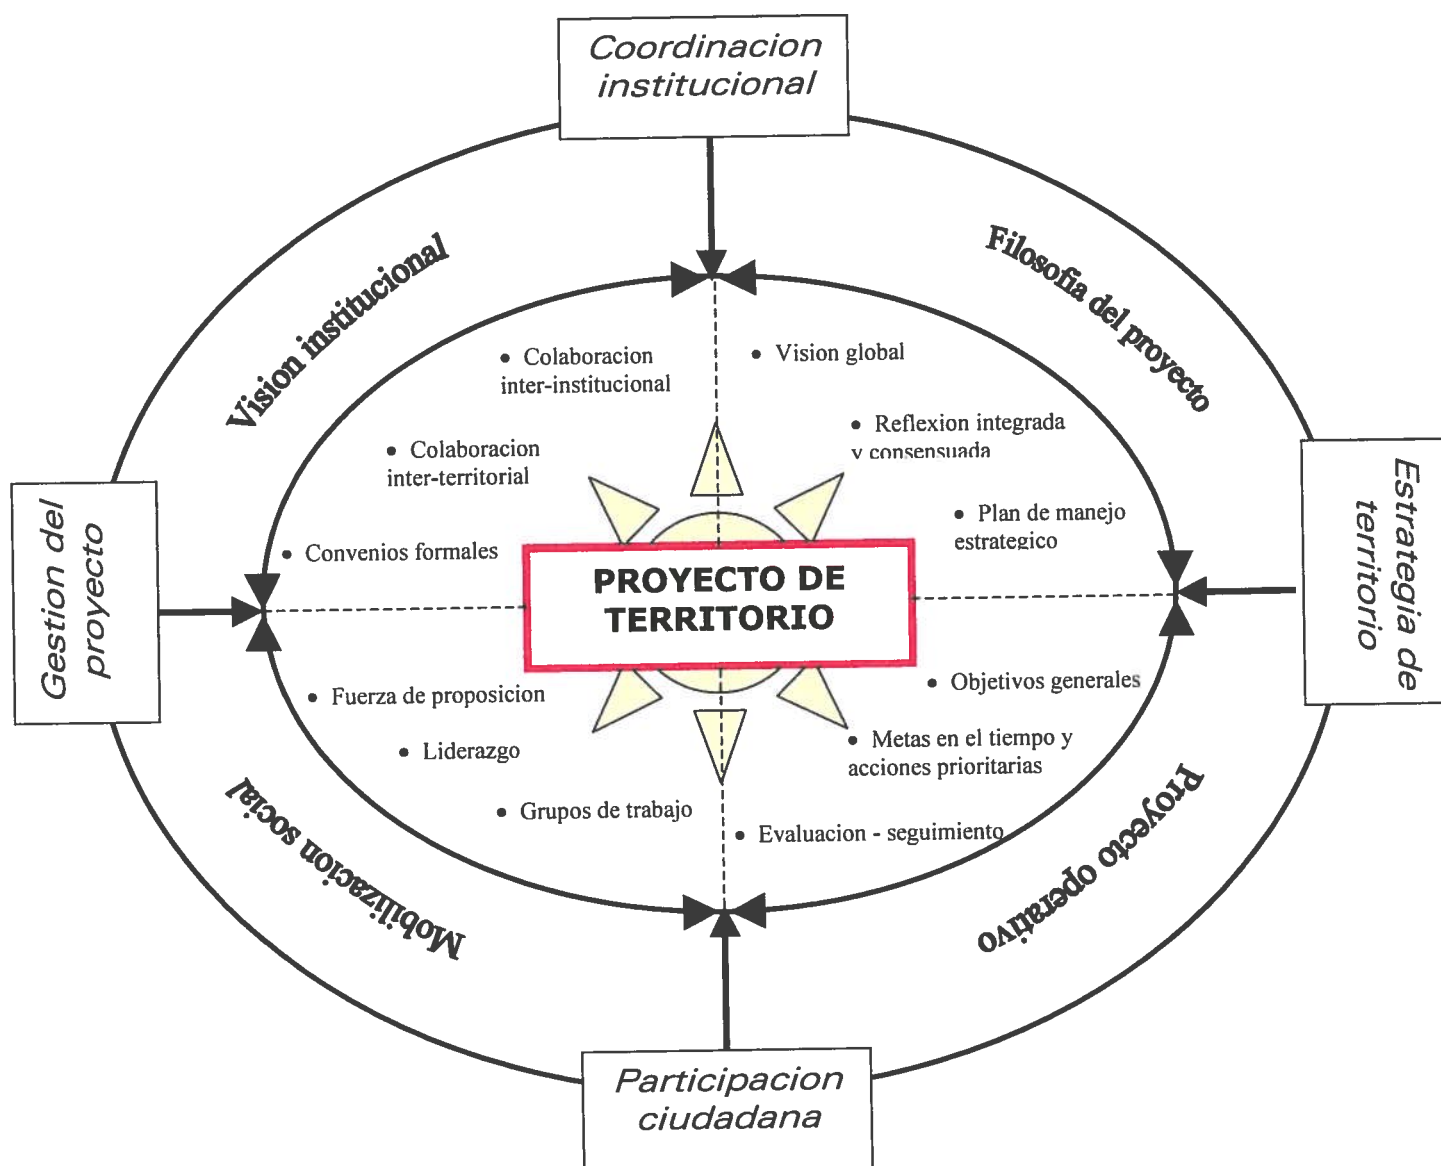 Coordinacion
institucional
Vision institucional
Filosofia del proyecto
• Colaboracion
inter-institucional
• Vision global
• Colaboracion
inter-territorial
• Reflexion integrada
y consensuada
• Convenios formales
• Plan de manejo
estrategico
Gestion del
proyecto
PROYECTO DE
TERRITORIO
Estrategia de
territorio
• Fuerza de proposicion
• Objetivos generales
• Liderazgo
• Metas en el tiempo y
acciones prioritarias
• Grupos de trabajo
• Evaluacion - seguimiento
Mobilizacion social
Proyecto operativo
Participacion
ciudadana